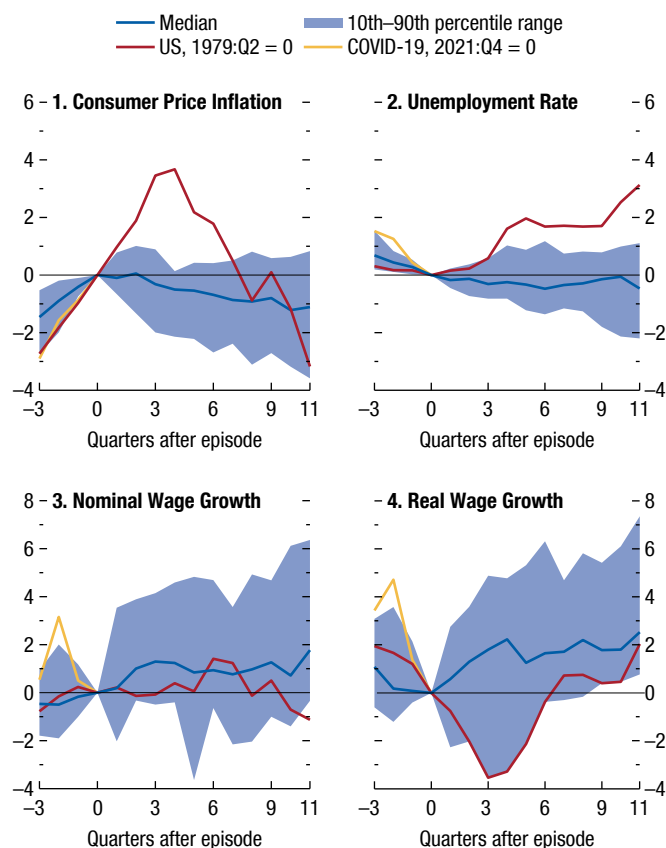 Median
10th–90th percentile range
US, 1979:Q2 = 0
COVID-19, 2021:Q4 = 0
1. Consumer Price Inflation
6
4
2
0
–2
–4
–3 0 3 6 9 11
Quarters after episode
2. Unemployment Rate
6
4
2
0
–2
–4
–3 0 3 6 9 11
Quarters after episode
3. Nominal Wage Growth
8
6
4
2
0
–2
–4
–3 0 3 6 9 11
Quarters after episode
4. Real Wage Growth
8
6
4
2
0
–2
–4
–3 0 3 6 9 11
Quarters after episode